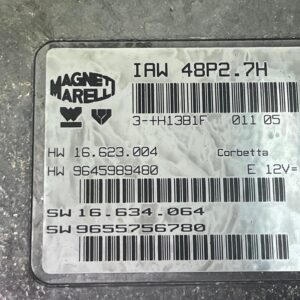 IAW 48P2.7H
MAGNETI
MARELLI
3-+H13B1F 011 05
HW 16.623.004 Corbetta
HW 9645989480 E 12V=
SW 16.634.064
SW 9655756780